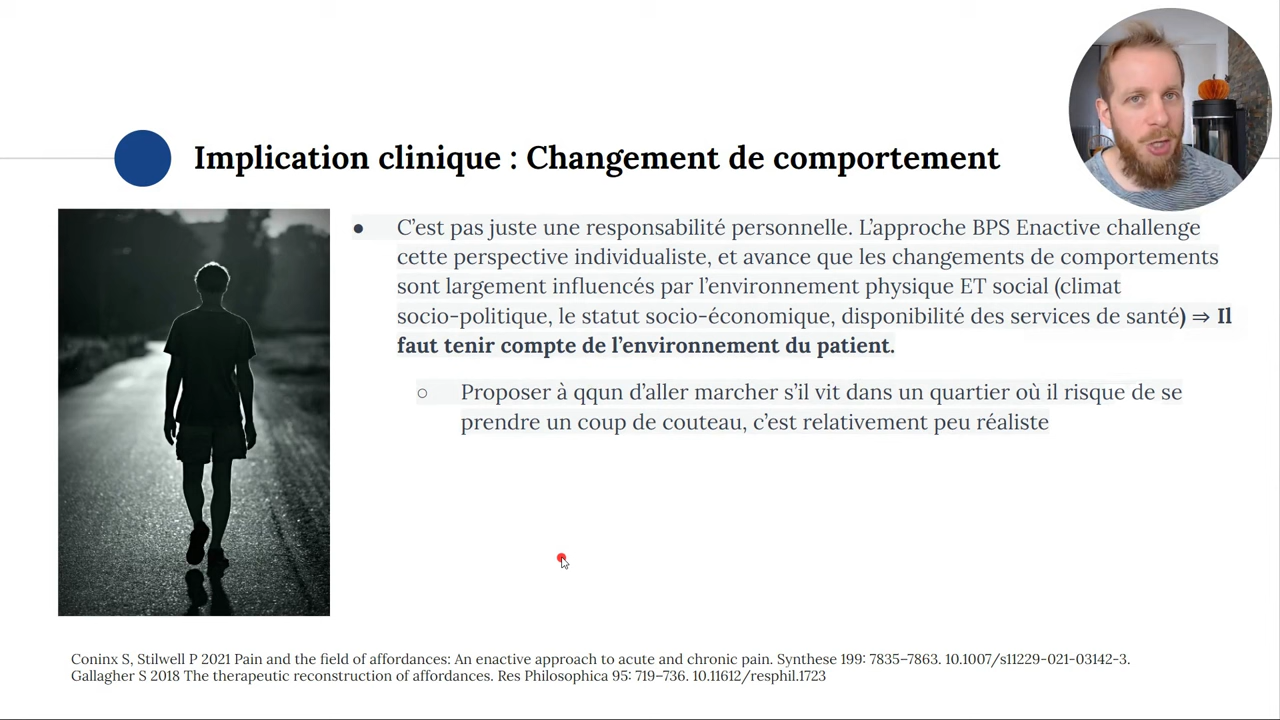 Implication clinique : Changement de comportement
● C’est pas juste une responsabilité personnelle. L’approche BPS Enactive challenge
cette perspective individualiste, et avance que les changements de comportements
sont largement influencés par l’environnement physique ET social (climat
socio-politique, le statut socio-économique, disponibilité des services de santé) ⇒ Il
faut tenir compte de l’environnement du patient.
○ Proposer à qqun d’aller marcher s’il vit dans un quartier où il risque de se
prendre un coup de couteau, c’est relativement peu réaliste
Coninx S, Stilwell P 2021 Pain and the field of affordances: An enactive approach to acute and chronic pain. Synthese 199: 7835–7863. 10.1007/s11229-021-03142-3.
Gallagher S 2018 The therapeutic reconstruction of affordances. Res Philosophica 95: 719–736. 10.11612/resphil.1723